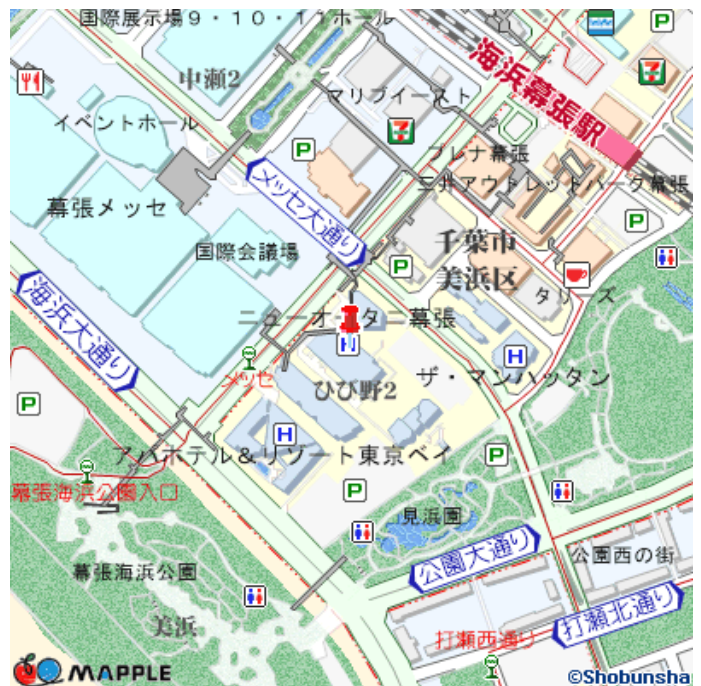 国際展示場9・10・11ホール
中瀬2
海浜幕張駅
マリブイースト
イベントホール
プレナ幕張
三井アウトレットパーク幕張
メッセ大通り
幕張メッセ
千葉市
美浜区
国際会議場
海浜大通り
ニューオータニ幕張
メッセ
ザ・マンハッタン
ひび野2
アパホテル&リゾート東京ベイ
幕張海浜公園入口
見浜園
公園大通り
公園西の街
幕張海浜公園
美浜
打瀬西通り
打瀬北通り
MAPPLE
©Shobunsha
P
P
P
P
P
P
P
H
H
H
7
7